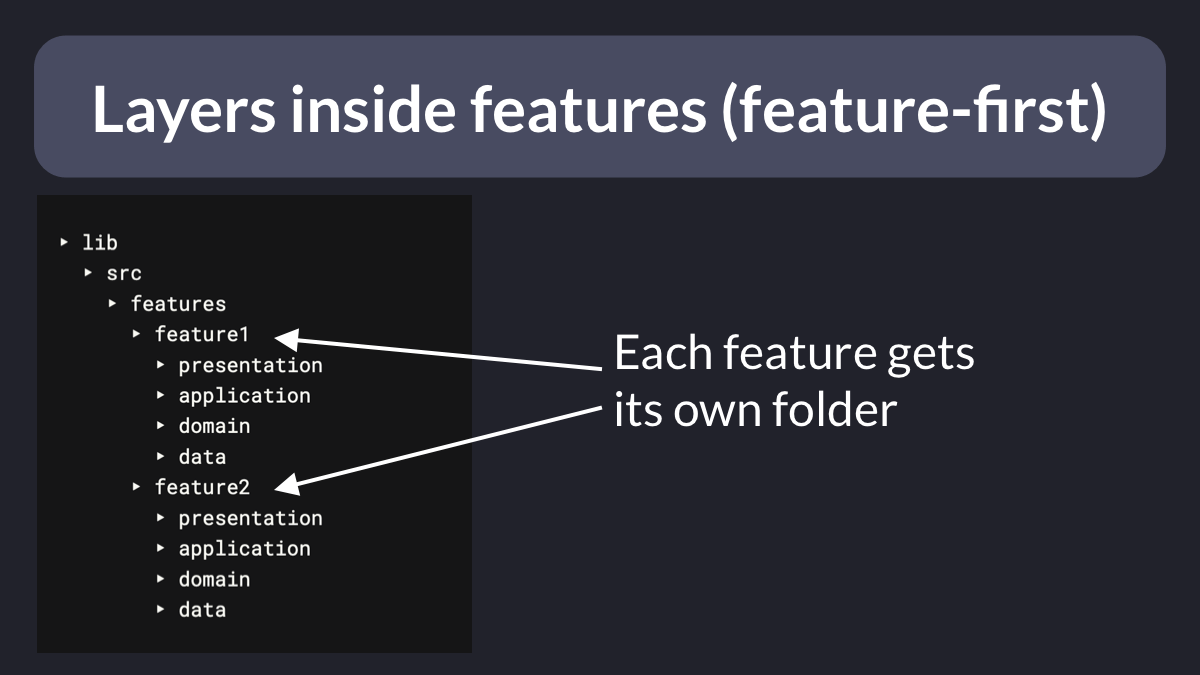 Layers inside features (feature-first)
lib
src
features
feature1
presentation
application
domain
data
feature2
presentation
application
domain
data
Each feature gets
its own folder